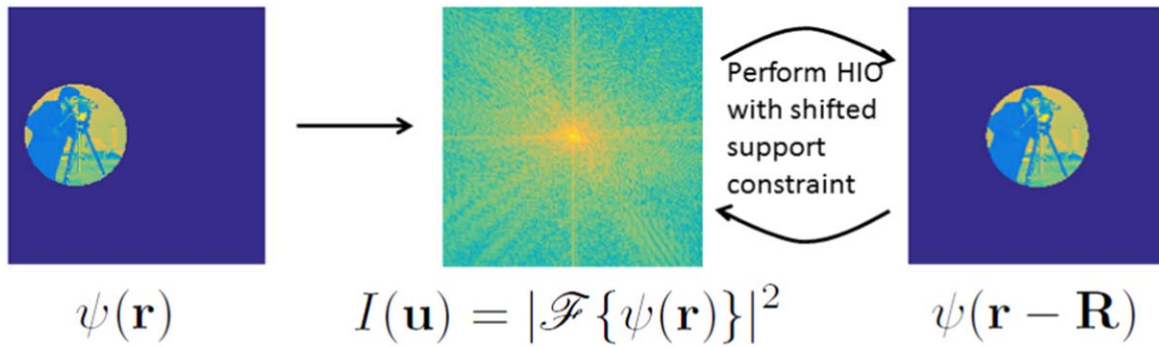 Perform HIO
with shifted
support
constraint
ψ(𝐫)
I(𝐮) = |ℱ{ψ(𝐫)}|²
ψ(𝐫 − 𝐑)